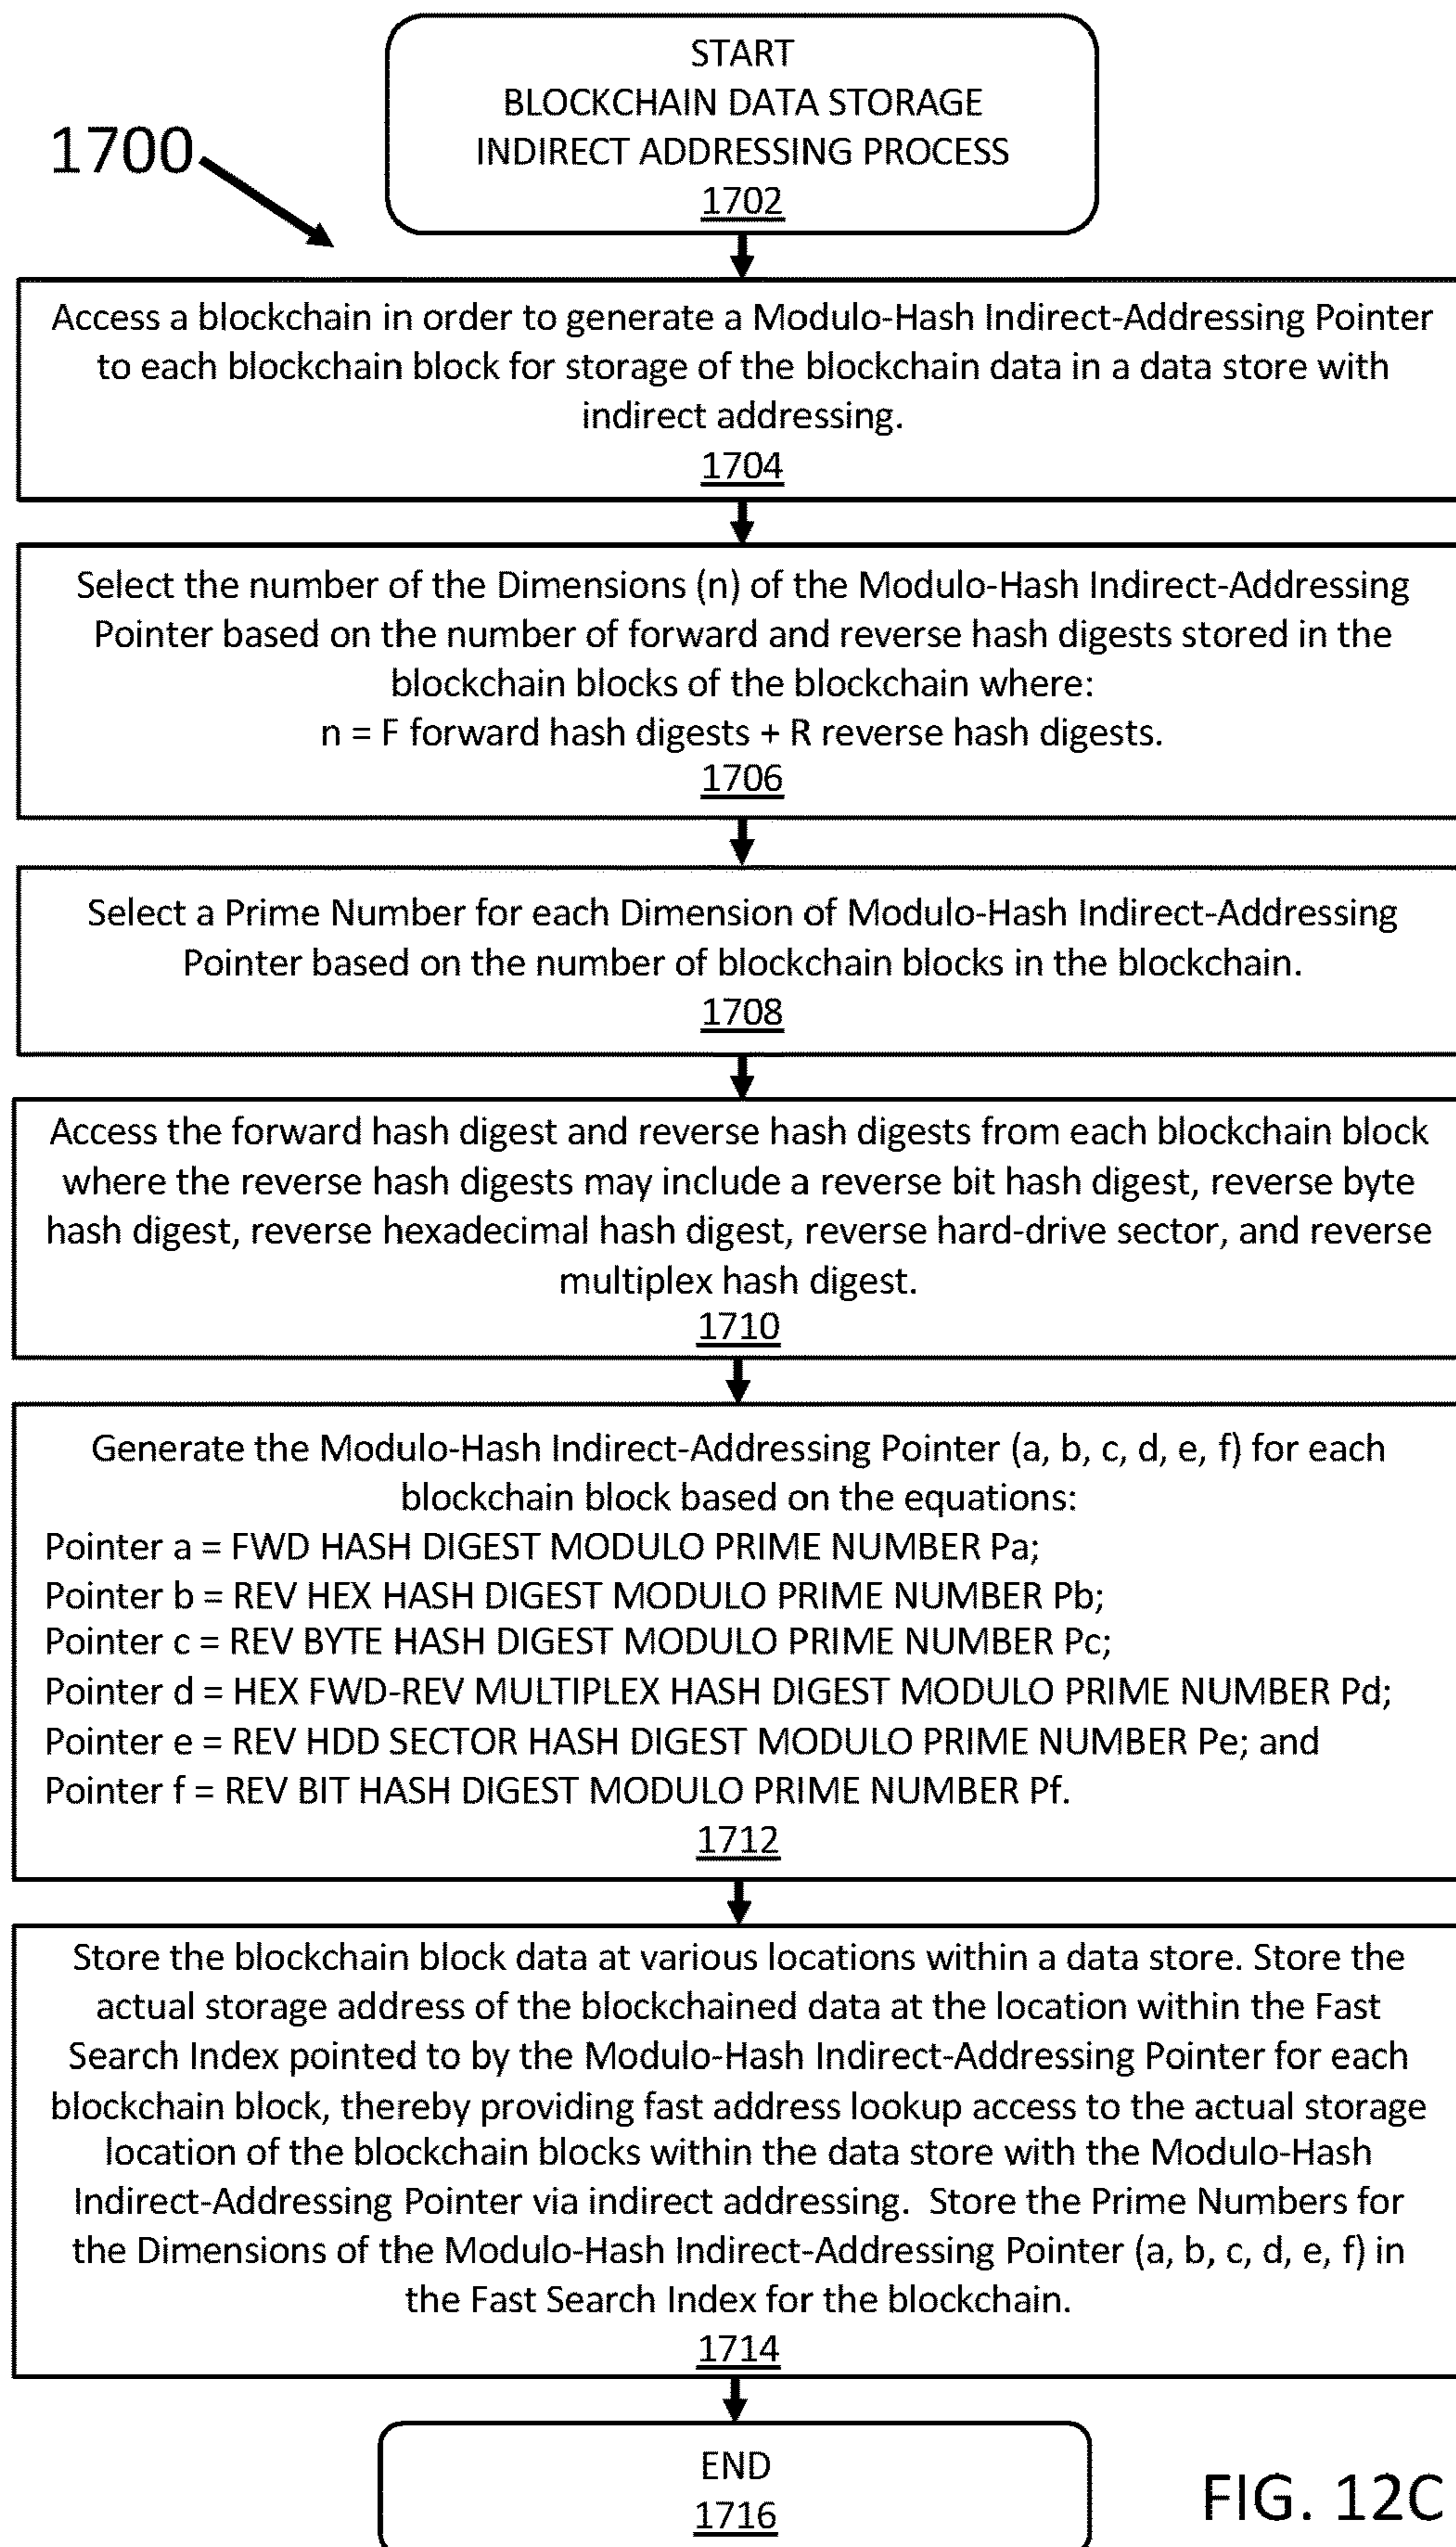 START
BLOCKCHAIN DATA STORAGE
INDIRECT ADDRESSING PROCESS
1702
1700
Access a blockchain in order to generate a Modulo-Hash Indirect-Addressing Pointer
to each blockchain block for storage of the blockchain data in a data store with
indirect addressing.
1704
Select the number of the Dimensions (n) of the Modulo-Hash Indirect-Addressing
Pointer based on the number of forward and reverse hash digests stored in the
blockchain blocks of the blockchain where:
n = F forward hash digests + R reverse hash digests.
1706
Select a Prime Number for each Dimension of Modulo-Hash Indirect-Addressing
Pointer based on the number of blockchain blocks in the blockchain.
1708
Access the forward hash digest and reverse hash digests from each blockchain block
where the reverse hash digests may include a reverse bit hash digest, reverse byte
hash digest, reverse hexadecimal hash digest, reverse hard-drive sector, and reverse
multiplex hash digest.
1710
Generate the Modulo-Hash Indirect-Addressing Pointer (a, b, c, d, e, f) for each
blockchain block based on the equations:
Pointer a = FWD HASH DIGEST MODULO PRIME NUMBER Pa;
Pointer b = REV HEX HASH DIGEST MODULO PRIME NUMBER Pb;
Pointer c = REV BYTE HASH DIGEST MODULO PRIME NUMBER Pc;
Pointer d = HEX FWD-REV MULTIPLEX HASH DIGEST MODULO PRIME NUMBER Pd;
Pointer e = REV HDD SECTOR HASH DIGEST MODULO PRIME NUMBER Pe; and
Pointer f = REV BIT HASH DIGEST MODULO PRIME NUMBER Pf.
1712
Store the blockchain block data at various locations within a data store. Store the
actual storage address of the blockchained data at the location within the Fast
Search Index pointed to by the Modulo-Hash Indirect-Addressing Pointer for each
blockchain block, thereby providing fast address lookup access to the actual storage
location of the blockchain blocks within the data store with the Modulo-Hash
Indirect-Addressing Pointer via indirect addressing. Store the Prime Numbers for
the Dimensions of the Modulo-Hash Indirect-Addressing Pointer (a, b, c, d, e, f) in
the Fast Search Index for the blockchain.
1714
END
1716
FIG. 12C